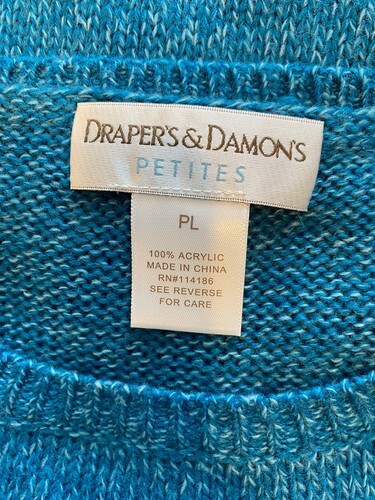 DRAPER'S & DAMON'S
PETITES
PL
100% ACRYLIC
MADE IN CHINA
RN#114186
SEE REVERSE
FOR CARE